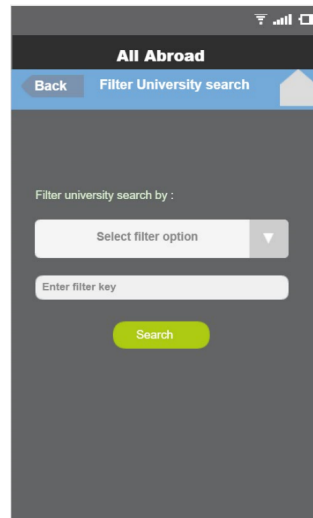 All Abroad
Back
Filter University search
Filter university search by :
Select filter option
Enter filter key
Search